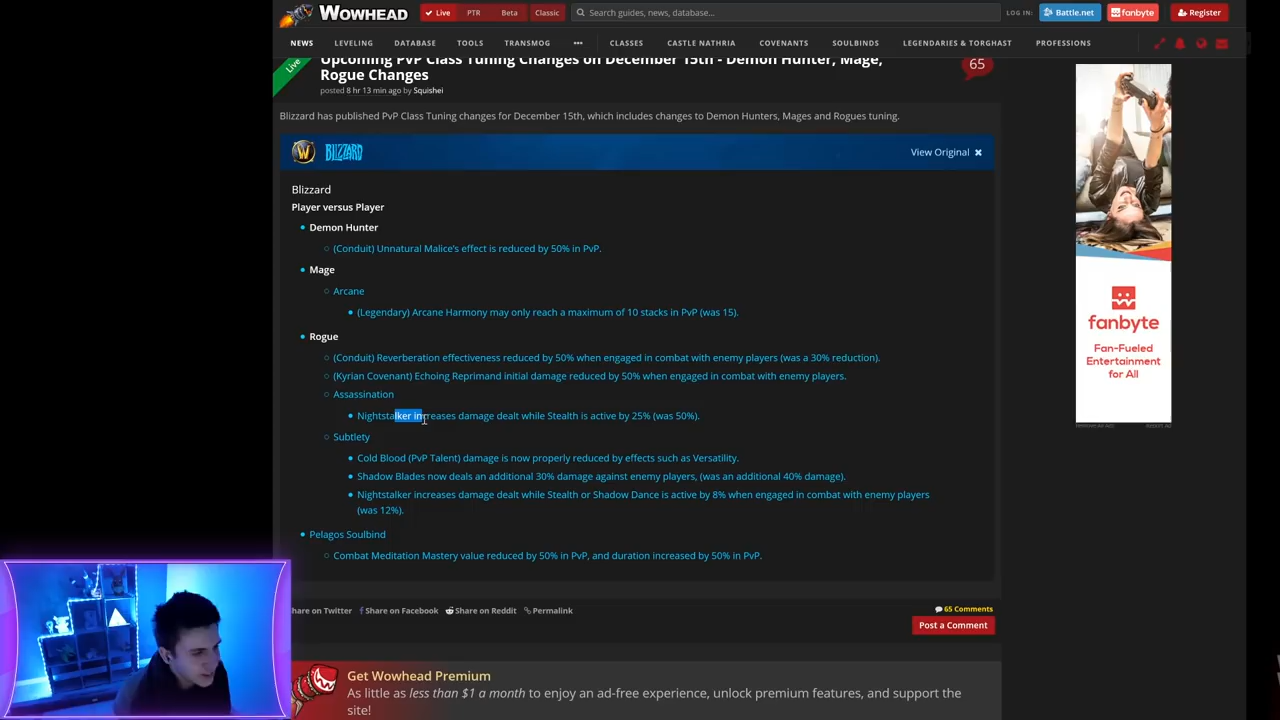 WOWHEAD
Live
PTR
Beta
Classic
Search guides, news, database...
LOG IN:
Battle.net
fanbyte
Register
NEWS
LEVELING
DATABASE
TOOLS
TRANSMOG
•••
CLASSES
CASTLE NATHRIA
COVENANTS
SOULBINDS
LEGENDARIES & TORGHAST
PROFESSIONS
Live
Upcoming PvP Class Tuning Changes on December 15th - Demon Hunter, Mage,
Rogue Changes
65
posted 8 hr 13 min ago by Squishei
Blizzard has published PvP Class Tuning changes for December 15th, which includes changes to Demon Hunters, Mages and Rogues tuning.
BLIZZARD
View Original
Blizzard
Player versus Player
Demon Hunter
(Conduit) Unnatural Malice's effect is reduced by 50% in PvP.
Mage
Arcane
(Legendary) Arcane Harmony may only reach a maximum of 10 stacks in PvP (was 15).
Rogue
(Conduit) Reverberation effectiveness reduced by 50% when engaged in combat with enemy players (was a 30% reduction).
(Kyrian Covenant) Echoing Reprimand initial damage reduced by 50% when engaged in combat with enemy players.
Assassination
Nightstalker increases damage dealt while Stealth is active by 25% (was 50%).
Subtlety
Cold Blood (PvP Talent) damage is now properly reduced by effects such as Versatility.
Shadow Blades now deals an additional 30% damage against enemy players, (was an additional 40% damage).
Nightstalker increases damage dealt while Stealth or Shadow Dance is active by 8% when engaged in combat with enemy players
(was 12%).
Pelagos Soulbind
Combat Meditation Mastery value reduced by 50% in PvP, and duration increased by 50% in PvP.
hare on Twitter
Share on Facebook
Share on Reddit
Permalink
65 Comments
Post a Comment
Get Wowhead Premium
As little as less than $1 a month to enjoy an ad-free experience, unlock premium features, and support the
site!
fanbyte
Fan-Fueled
Entertainment
for All